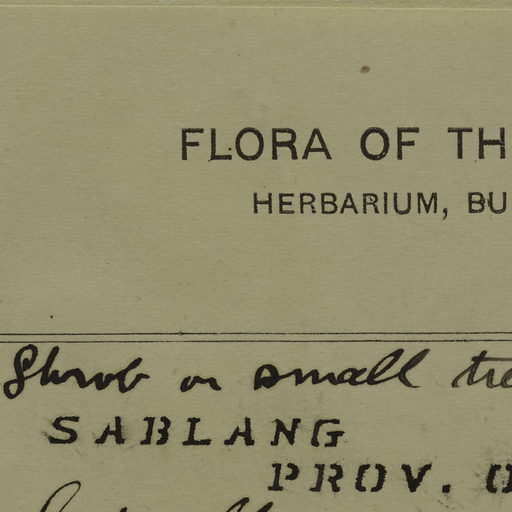 FLORA OF TH
HERBARIUM, BU
Shrub or small tre
SABLANG
PROV. O